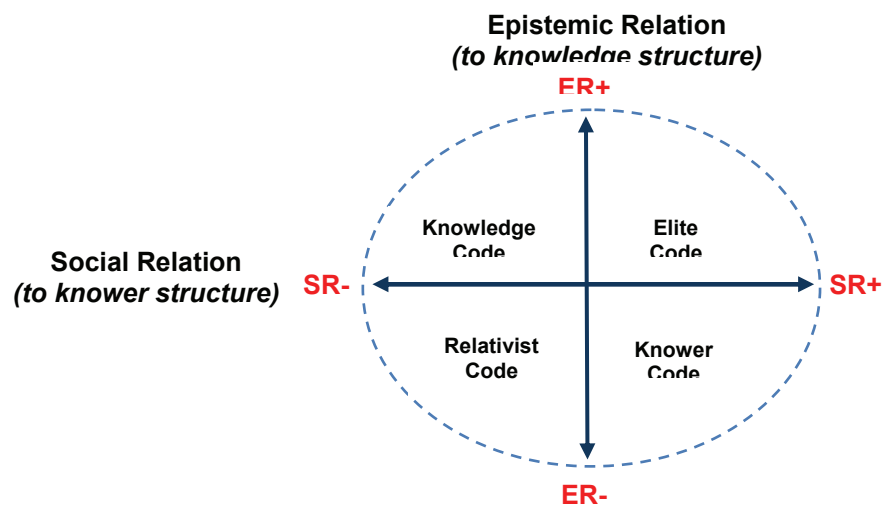 Epistemic Relation
(to knowledge structure)
ER+
Knowledge
Code
Elite
Code
Social Relation
(to knower structure)
SR-
SR+
Relativist
Code
Knower
Code
ER-